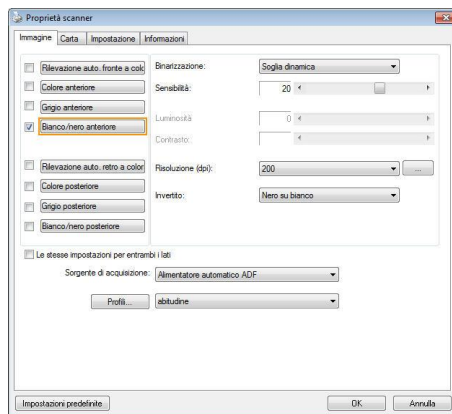 Proprietà scanner
Immagine Carta Impostazione Informazioni
Rilevazione auto. fronte a colo
Colore anteriore
Grigio anteriore
Bianco/nero anteriore
Rilevazione auto. retro a color
Colore posteriore
Grigio posteriore
Bianco/nero posteriore
Binarizzazione: Soglia dinamica
Sensibilità: 20
Luminosità 0
Contrasto:
Risoluzione (dpi): 200 ...
Invertito: Nero su bianco
Le stesse impostazioni per entrambi i lati
Sorgente di acquisizione: Alimentatore automatico ADF
Profili... abitudine
Impostazioni predefinite OK Annulla